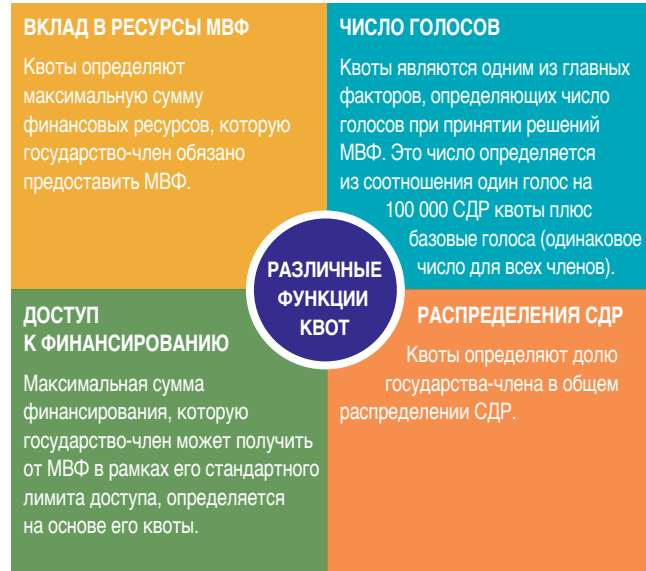 ВКЛАД В РЕСУРСЫ МВФ
Квоты определяют
максимальную сумму
финансовых ресурсов, которую
государство-член обязано
предоставить МВФ.
ЧИСЛО ГОЛОСОВ
Квоты являются одним из главных
факторов, определяющих число
голосов при принятии решений
МВФ. Это число определяется
из соотношения один голос на
100 000 СДР квоты плюс
базовые голоса (одинаковое
число для всех членов).
РАЗЛИЧНЫЕ
ФУНКЦИИ
КВОТ
ДОСТУП
К ФИНАНСИРОВАНИЮ
Максимальная сумма
финансирования, которую
государство-член может получить
от МВФ в рамках его стандартного
лимита доступа, определяется
на основе его квоты.
РАСПРЕДЕЛЕНИЯ СДР
Квоты определяют долю
государства-члена в общем
распределении СДР.